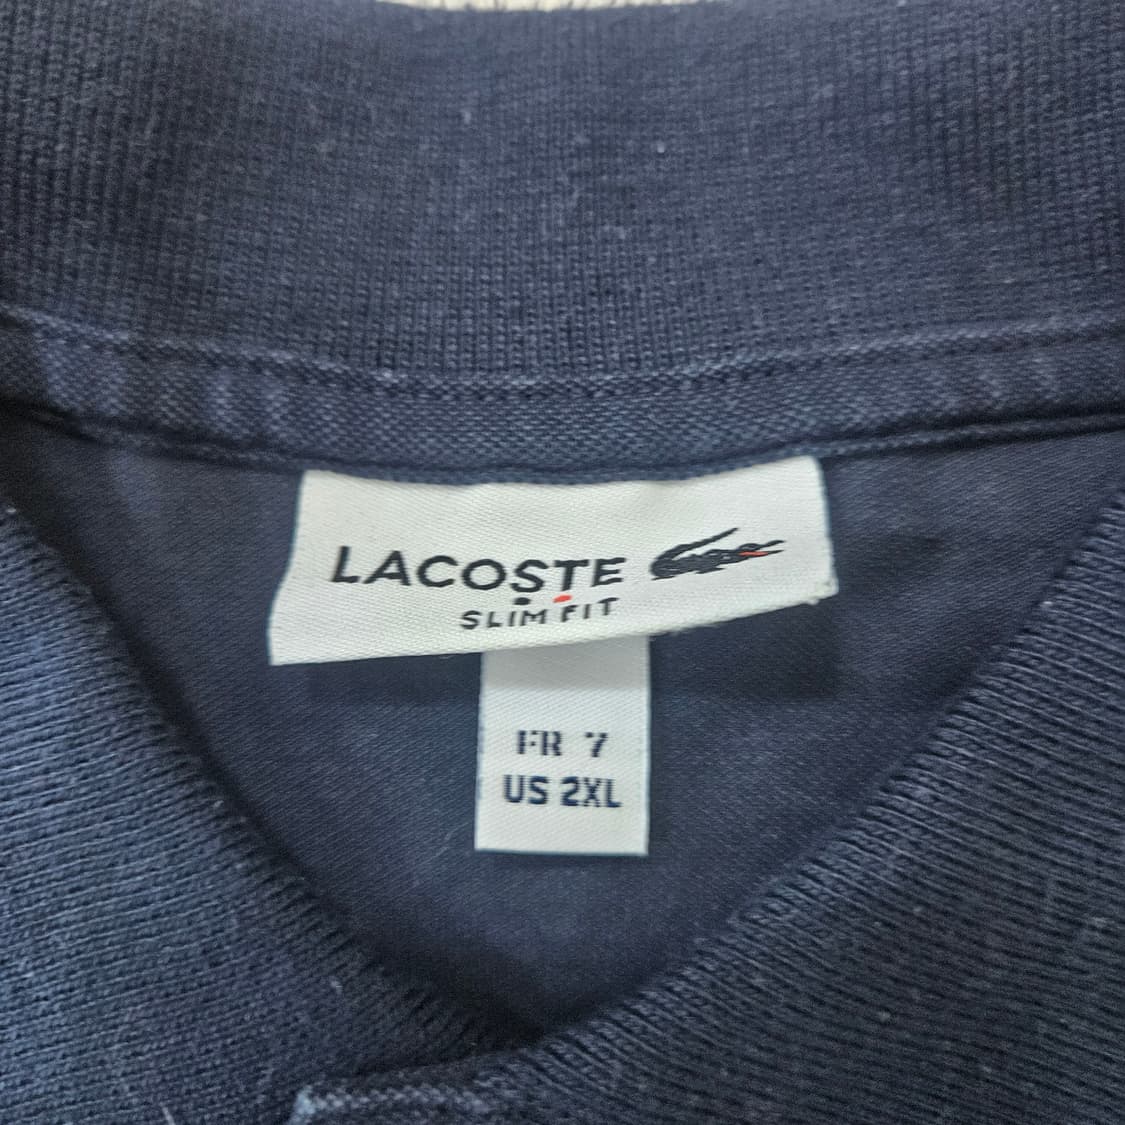 LACOSTE
SLIM FIT
FR 7
US 2XL